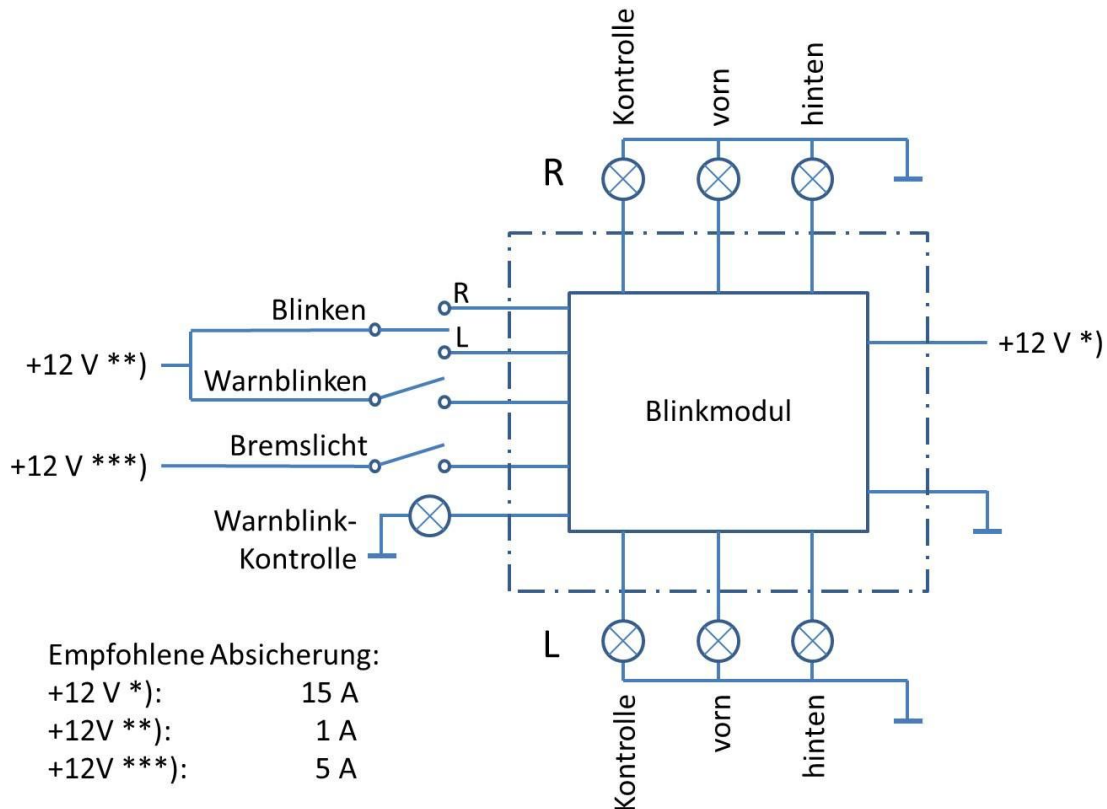 Kontrolle
vorn
hinten
R
R
Blinken
L
+12 V **)
Warnblinken
+12 V *)
Blinkmodul
Bremslicht
+12 V ***)
Warnblink-
Kontrolle
L
Empfohlene Absicherung:
+12 V *): 15 A
+12V **): 1 A
+12V ***): 5 A
Kontrolle
vorn
hinten